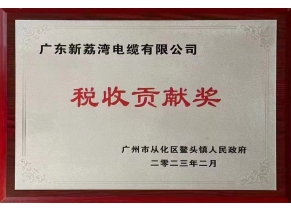 广东新荔湾电缆有限公司
税收贡献奖
广州市从化区鳌头镇人民政府
二零二三年二月